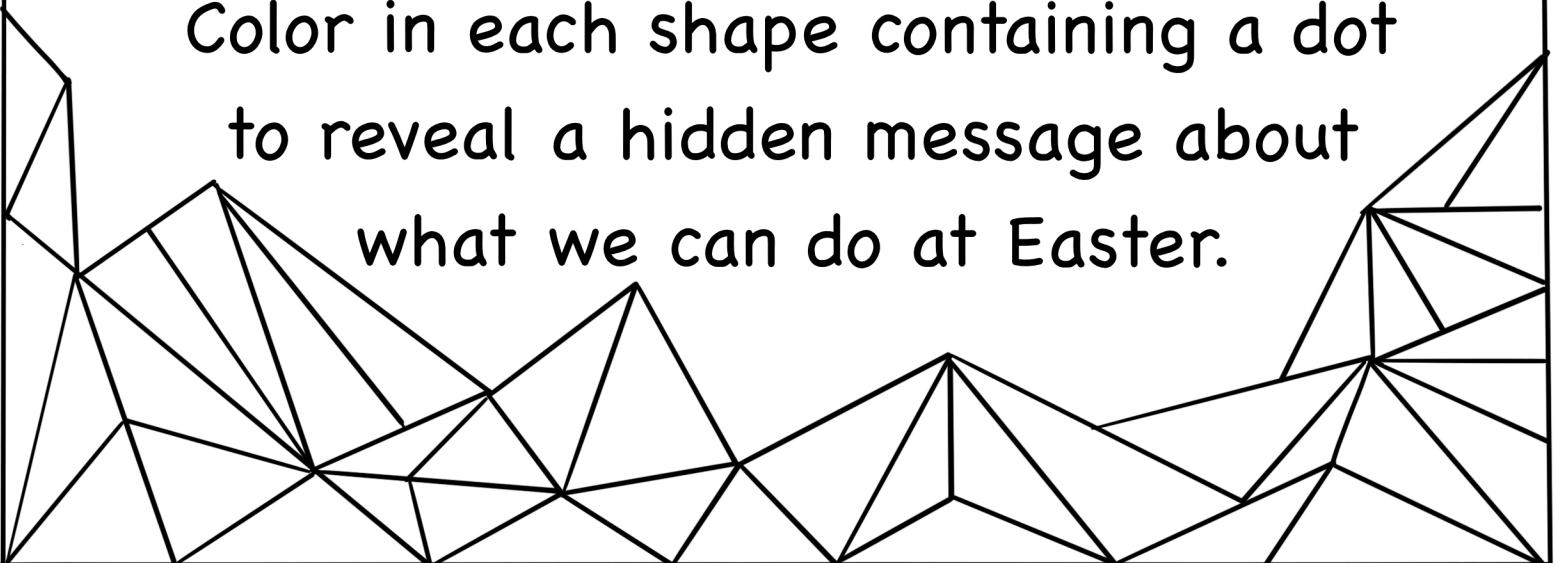 Color in each shape containing a dot
to reveal a hidden message about
what we can do at Easter.